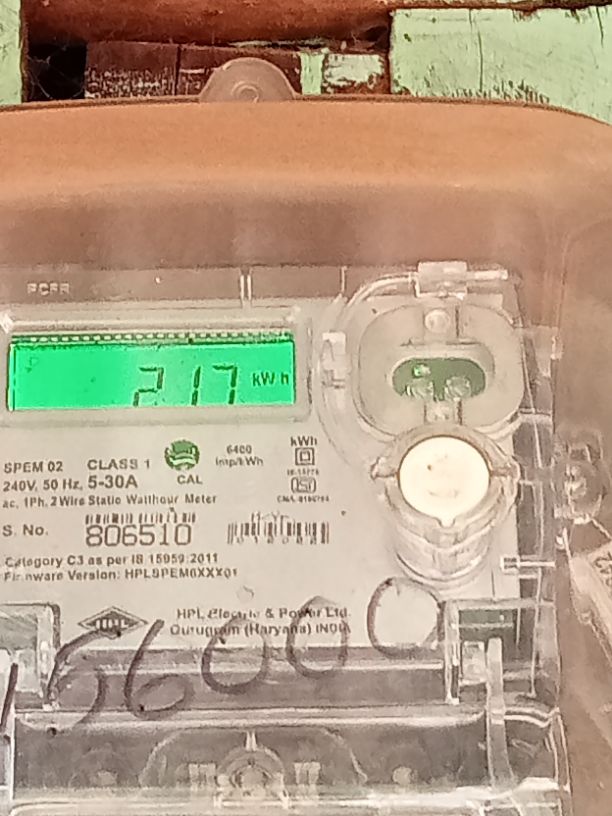 217 kWh
SPEM 02 CLASS 1
240V, 50 Hz, 5-30A
ac, 1Ph, 2 Wire Static Watthour Meter
CAL
6400
imp/kWh
kWh
S. No. 806510
Category C3 as per IS 15959:2011
Firmware Version: HPLSPEM6XXX01
HPL
HPL Electric & Power Ltd.
Gurugram (Haryana) INDIA